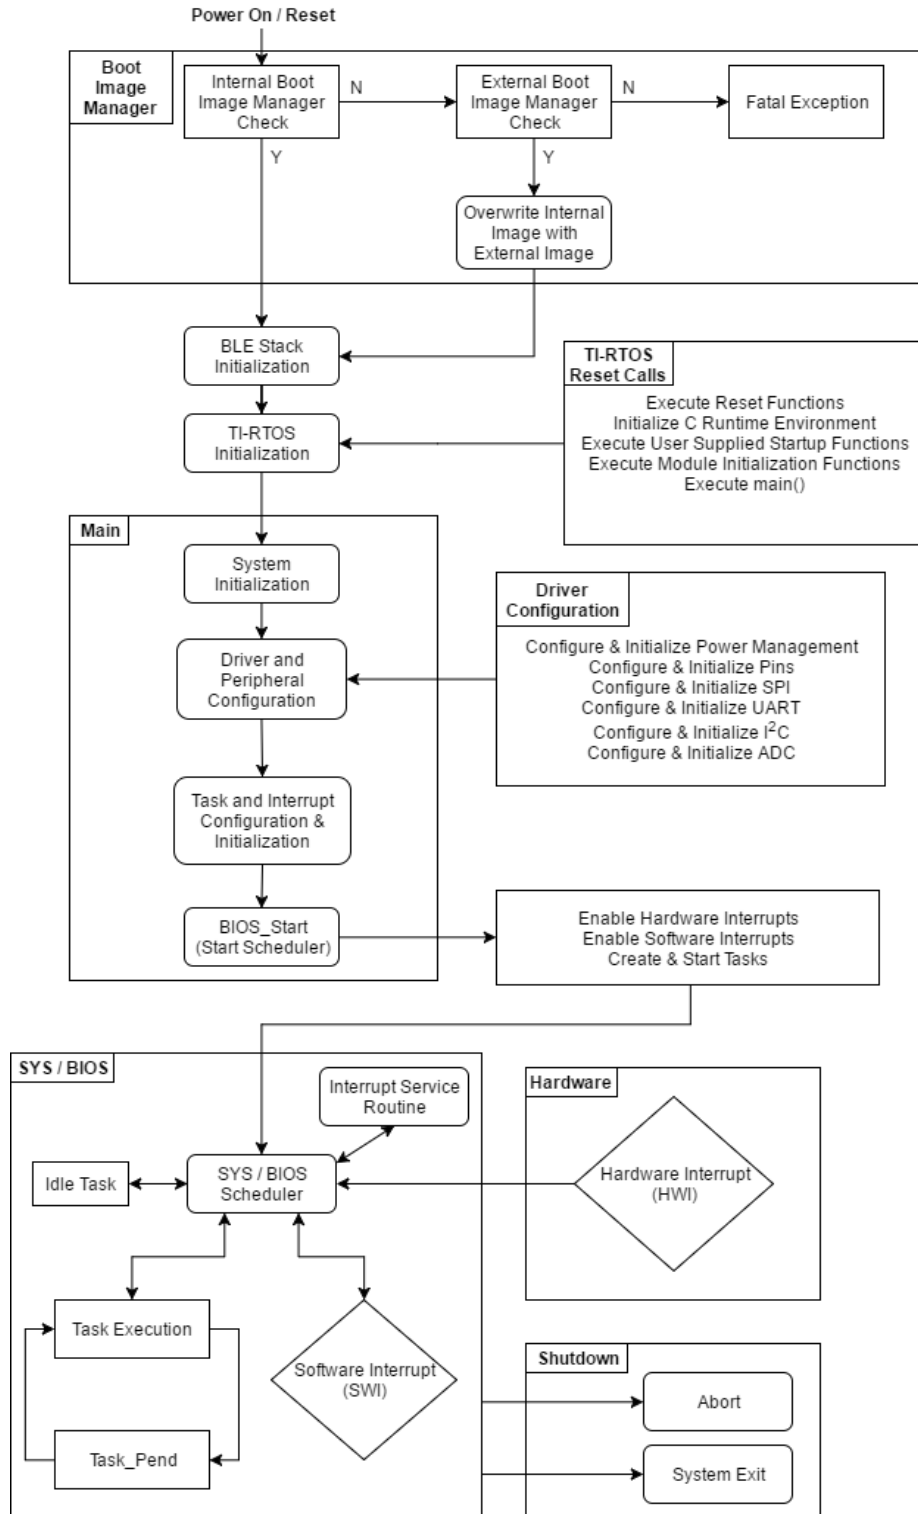 Power On / Reset
Boot
Image
Manager
Internal Boot
Image Manager
Check
N
External Boot
Image Manager
Check
N
Fatal Exception
Y
Y
Overwrite Internal
Image with
External Image
BLE Stack
Initialization
TI-RTOS
Reset Calls
Execute Reset Functions
Initialize C Runtime Environment
Execute User Supplied Startup Functions
Execute Module Initialization Functions
Execute main()
TI-RTOS
Initialization
Main
System
Initialization
Driver
Configuration
Configure & Initialize Power Management
Configure & Initialize Pins
Configure & Initialize SPI
Configure & Initialize UART
Configure & Initialize I²C
Configure & Initialize ADC
Driver and
Peripheral
Configuration
Task and Interrupt
Configuration &
Initialization
BIOS_Start
(Start Scheduler)
Enable Hardware Interrupts
Enable Software Interrupts
Create & Start Tasks
SYS / BIOS
Interrupt Service
Routine
Idle Task
SYS / BIOS
Scheduler
Hardware
Hardware Interrupt
(HWI)
Task Execution
Software Interrupt
(SWI)
Task_Pend
Shutdown
Abort
System Exit